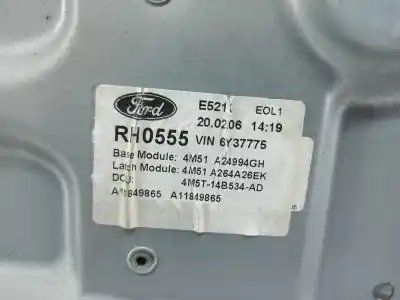 Ford E521( EOL1
20.02.06 14:19
RH0555 VIN 6Y37775
Base Module: 4M51 A24994GH
Latch Module: 4M51 A264A26EK
DCU: 4M5T-14B534-AD
A11849865 A11849865